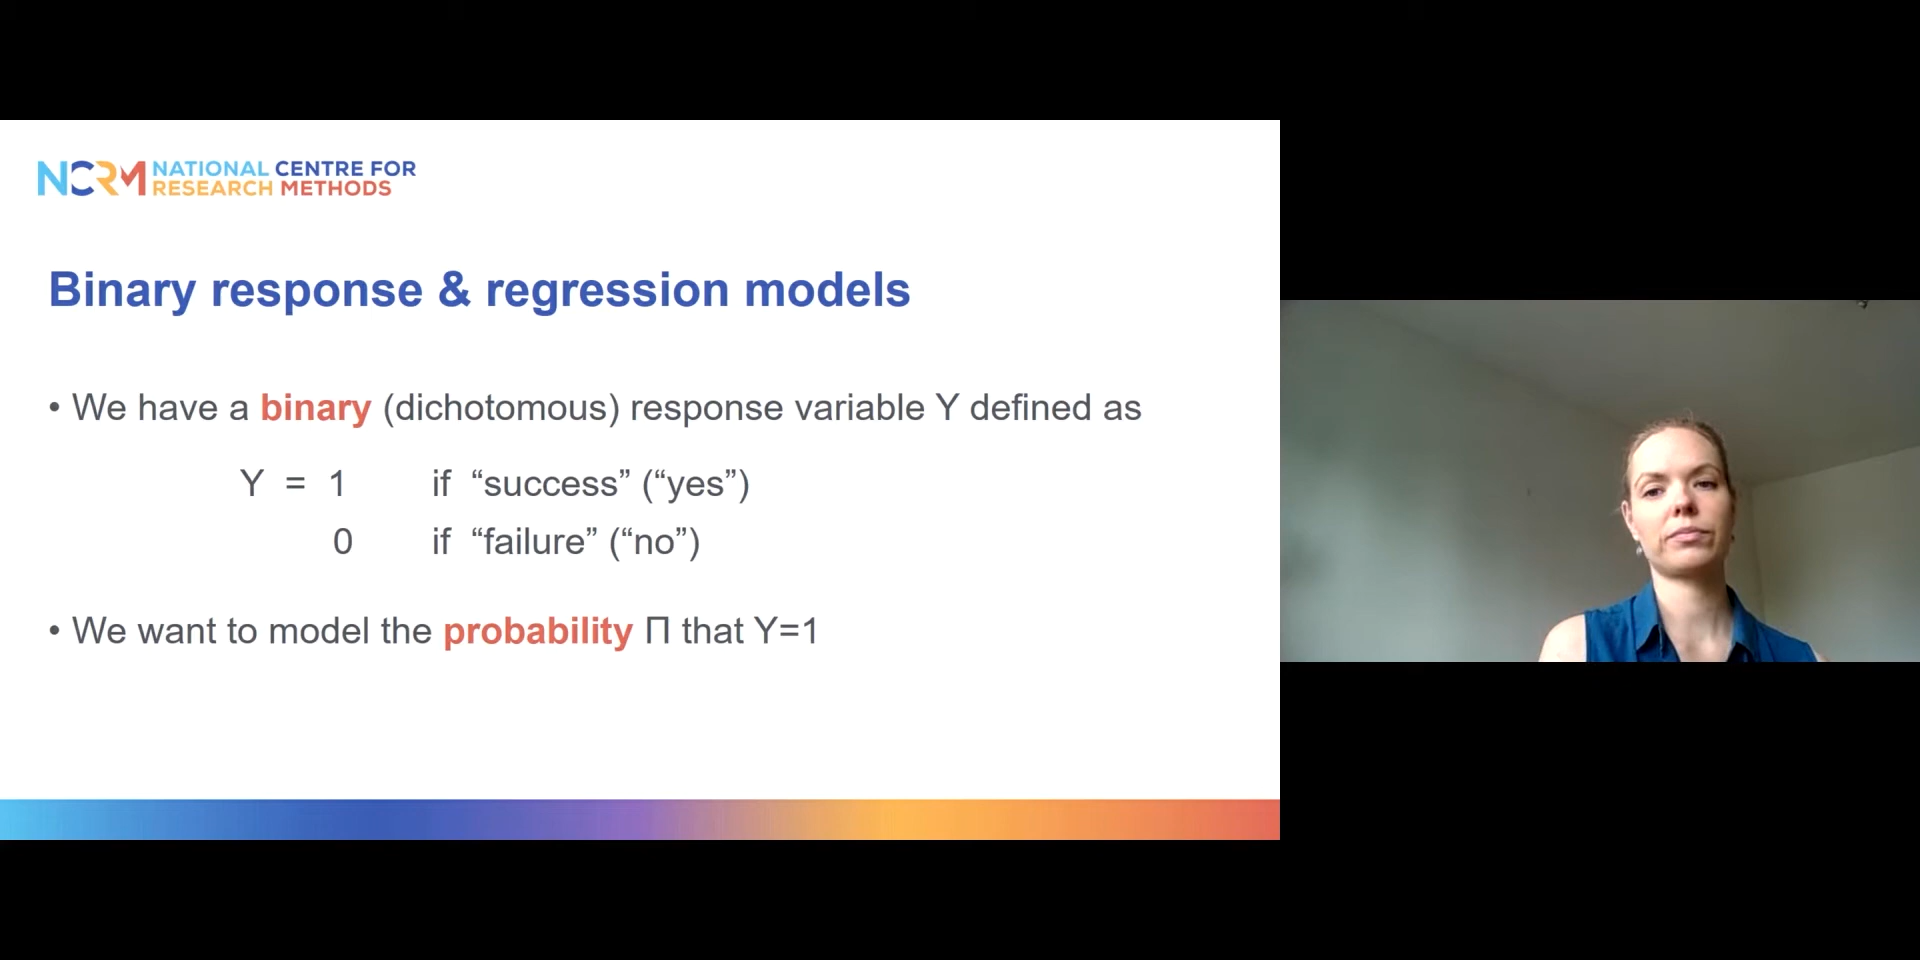 NCRM NATIONAL CENTRE FOR
RESEARCH METHODS
Binary response & regression models
• We have a binary (dichotomous) response variable Y defined as
Y = 1 if “success” (“yes”)
0 if “failure” (“no”)
• We want to model the probability Π that Y=1